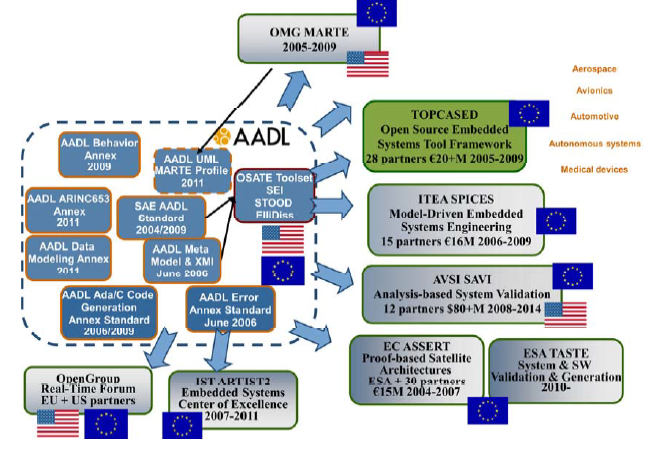 OMG MARTE
2005-2009
Aerospace
Avionics
Automotive
Autonomous systems
Medical devices
AADL
TOPCASED
Open Source Embedded
Systems Tool Framework
28 partners €20+M 2005-2009
AADL Behavior
Annex
2009
AADL UML
MARTE Profile
2011
OSATE Toolset
SEI
STOOD
EllIDiss
AADL ARINC653
Annex
2011
SAE AADL
Standard
2004/2009
ITEA SPICES
Model-Driven Embedded
Systems Engineering
15 partners €16M 2006-2009
AADL Data
Modeling Annex
2011
AADL Meta
Model & XMI
June 2006
AVSI SAVI
Analysis-based System Validation
12 partners $80+M 2008-2014
AADL Ada/C Code
Generation
Annex Standard
2006/2009
AADL Error
Annex Standard
June 2006
EC ASSERT
Proof-based Satellite
Architectures
ESA + 30 partners
€15M 2004-2007
ESA TASTE
System & SW
Validation & Generation
2010-
OpenGroup
Real-Time Forum
EU + US partners
IST ARTIST2
Embedded Systems
Center of Excellence
2007-2011